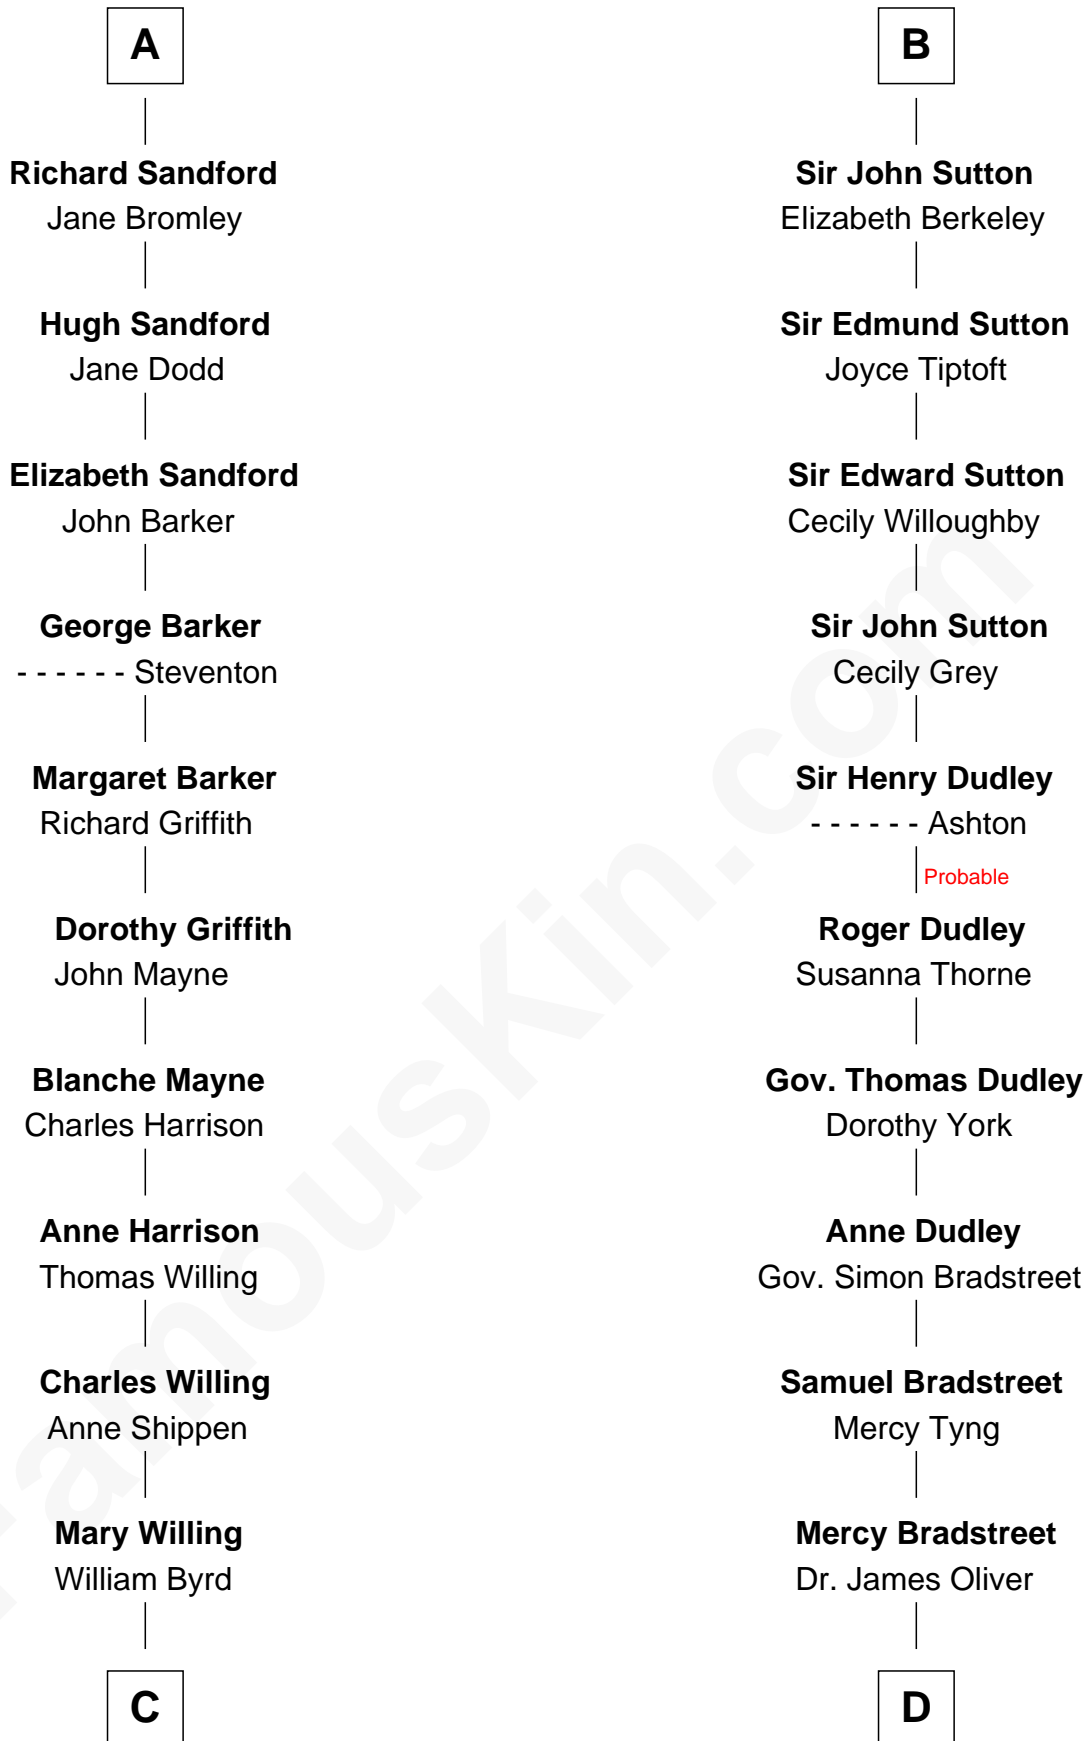 A
Richard Sandford
Jane Bromley
Hugh Sandford
Jane Dodd
Elizabeth Sandford
John Barker
George Barker
- - - - - - Steventon
Margaret Barker
Richard Griffith
Dorothy Griffith
John Mayne
Blanche Mayne
Charles Harrison
Anne Harrison
Thomas Willing
Charles Willing
Anne Shippen
Mary Willing
William Byrd
C
B
Sir John Sutton
Elizabeth Berkeley
Sir Edmund Sutton
Joyce Tiptoft
Sir Edward Sutton
Cecily Willoughby
Sir John Sutton
Cecily Grey
Sir Henry Dudley
- - - - - - Ashton
Probable
Roger Dudley
Susanna Thorne
Gov. Thomas Dudley
Dorothy York
Anne Dudley
Gov. Simon Bradstreet
Samuel Bradstreet
Mercy Tyng
Mercy Bradstreet
Dr. James Oliver
D
FamousKin.com